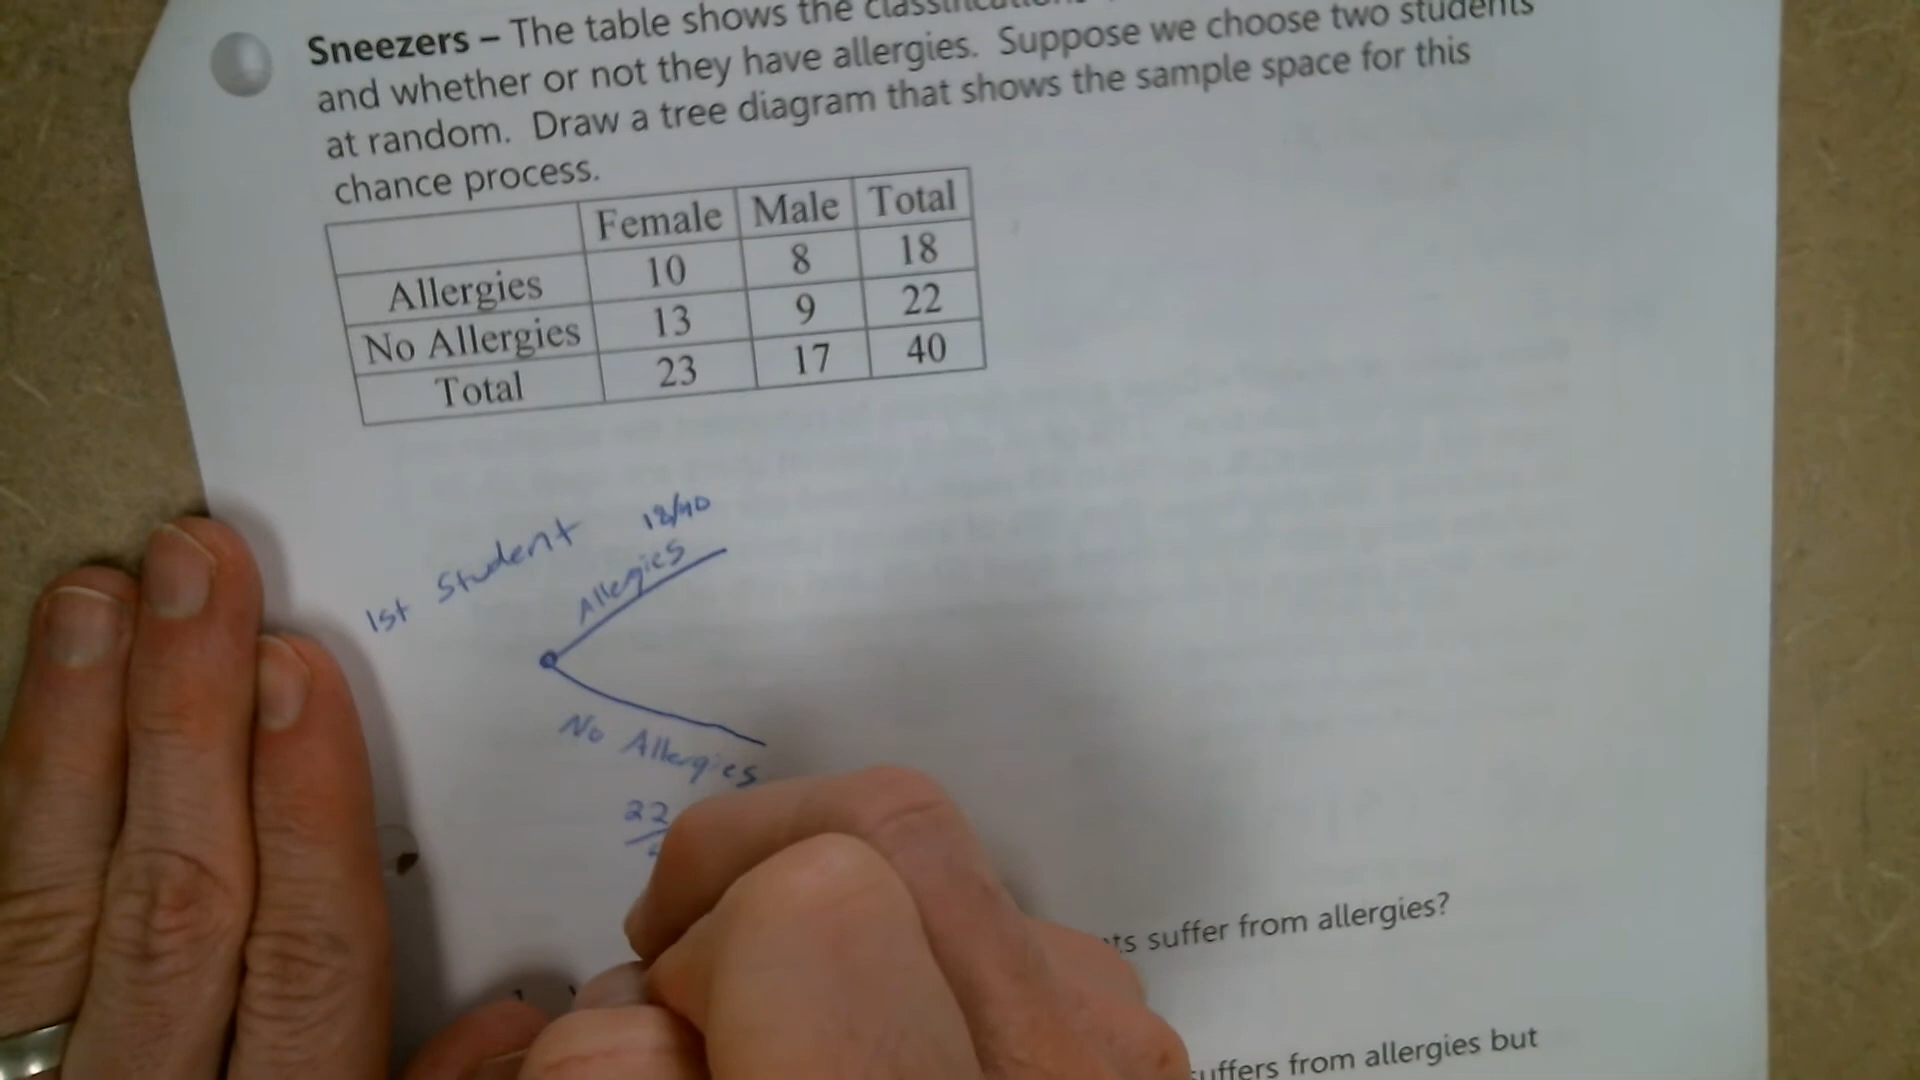 Sneezers – The table shows the
and whether or not they have allergies. Suppose we choose two students
at random. Draw a tree diagram that shows the sample space for this
chance process.
Female Male Total
Allergies 10 8 18
No Allergies 13 9 22
Total 23 17 40
1st Student 18/40
Allergies
No Allergies
22
suffer from allergies?
from allergies but